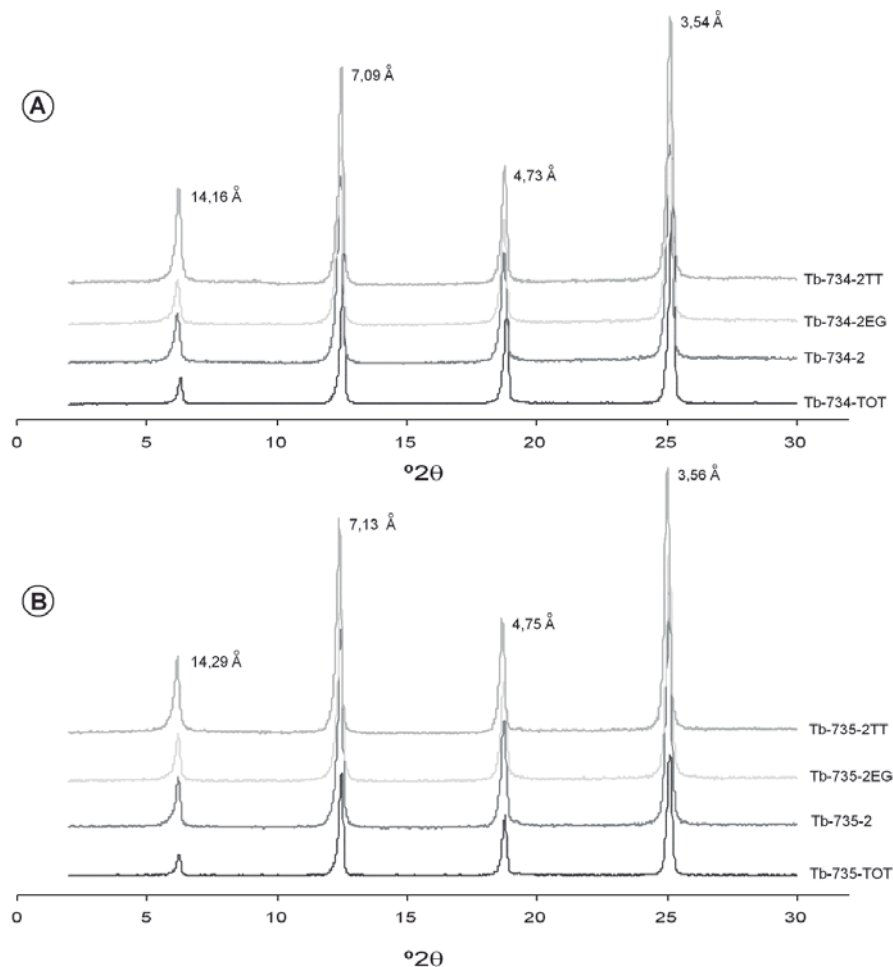 3,54 Å
7,09 Å
A
4,73 Å
14,16 Å
Tb-734-2TT
Tb-734-2EG
Tb-734-2
Tb-734-TOT
0 5 10 15 20 25 30
º2θ
3,56 Å
7,13 Å
B
4,75 Å
14,29 Å
Tb-735-2TT
Tb-735-2EG
Tb-735-2
Tb-735-TOT
0 5 10 15 20 25 30
º2θ